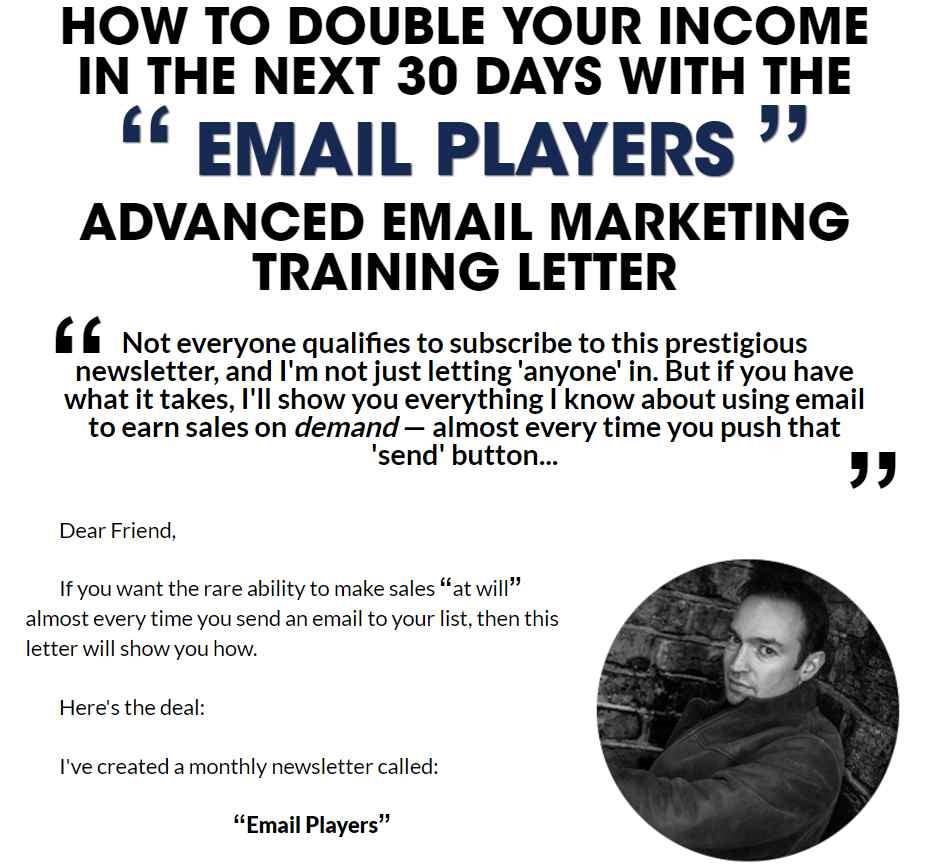 HOW TO DOUBLE YOUR INCOME
IN THE NEXT 30 DAYS WITH THE
“EMAIL PLAYERS”
ADVANCED EMAIL MARKETING
TRAINING LETTER
“Not everyone qualifies to subscribe to this prestigious
newsletter, and I'm not just letting 'anyone' in. But if you have
what it takes, I'll show you everything I know about using email
to earn sales on demand — almost every time you push that
'send' button...”
Dear Friend,
If you want the rare ability to make sales “at will”
almost every time you send an email to your list, then this
letter will show you how.
Here's the deal:
I've created a monthly newsletter called:
“Email Players”